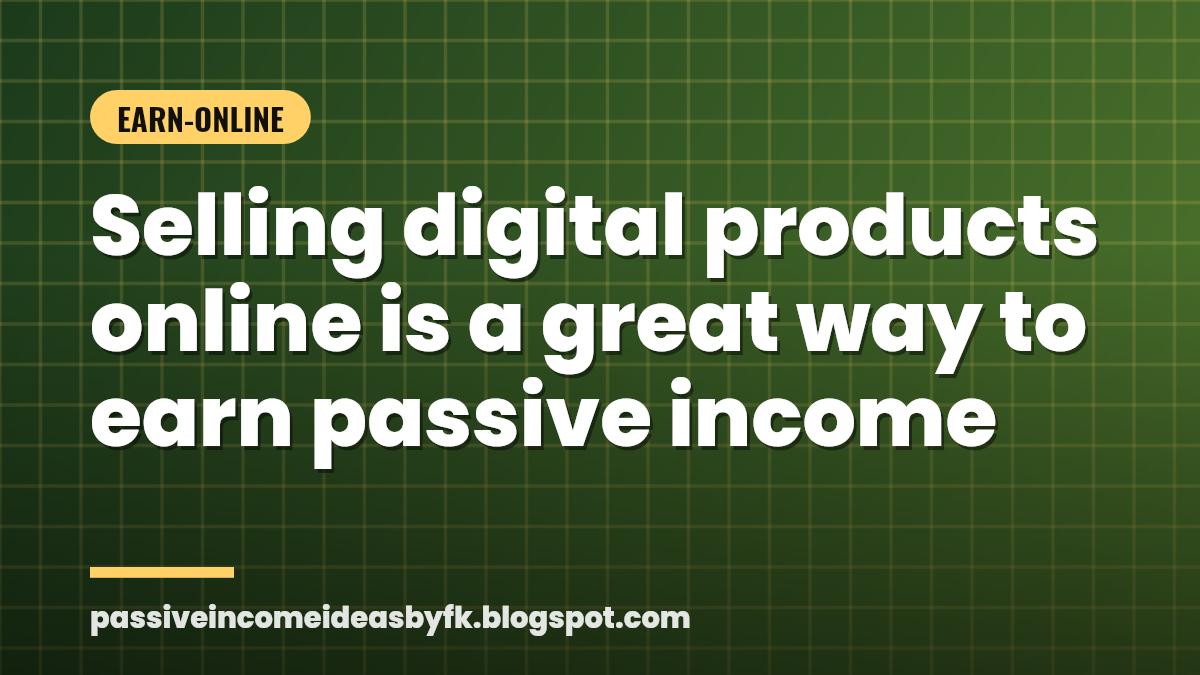 EARN-ONLINE
Selling digital products
online is a great way to
earn passive income
passiveincomeideasbyfk.blogspot.com